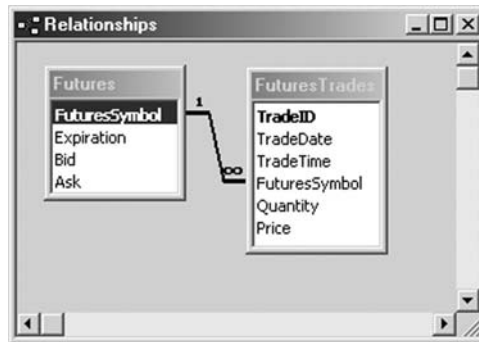 Relationships
Futures
FuturesSymbol
Expiration
Bid
Ask
1
∞
FuturesTrades
TradeID
TradeDate
TradeTime
FuturesSymbol
Quantity
Price